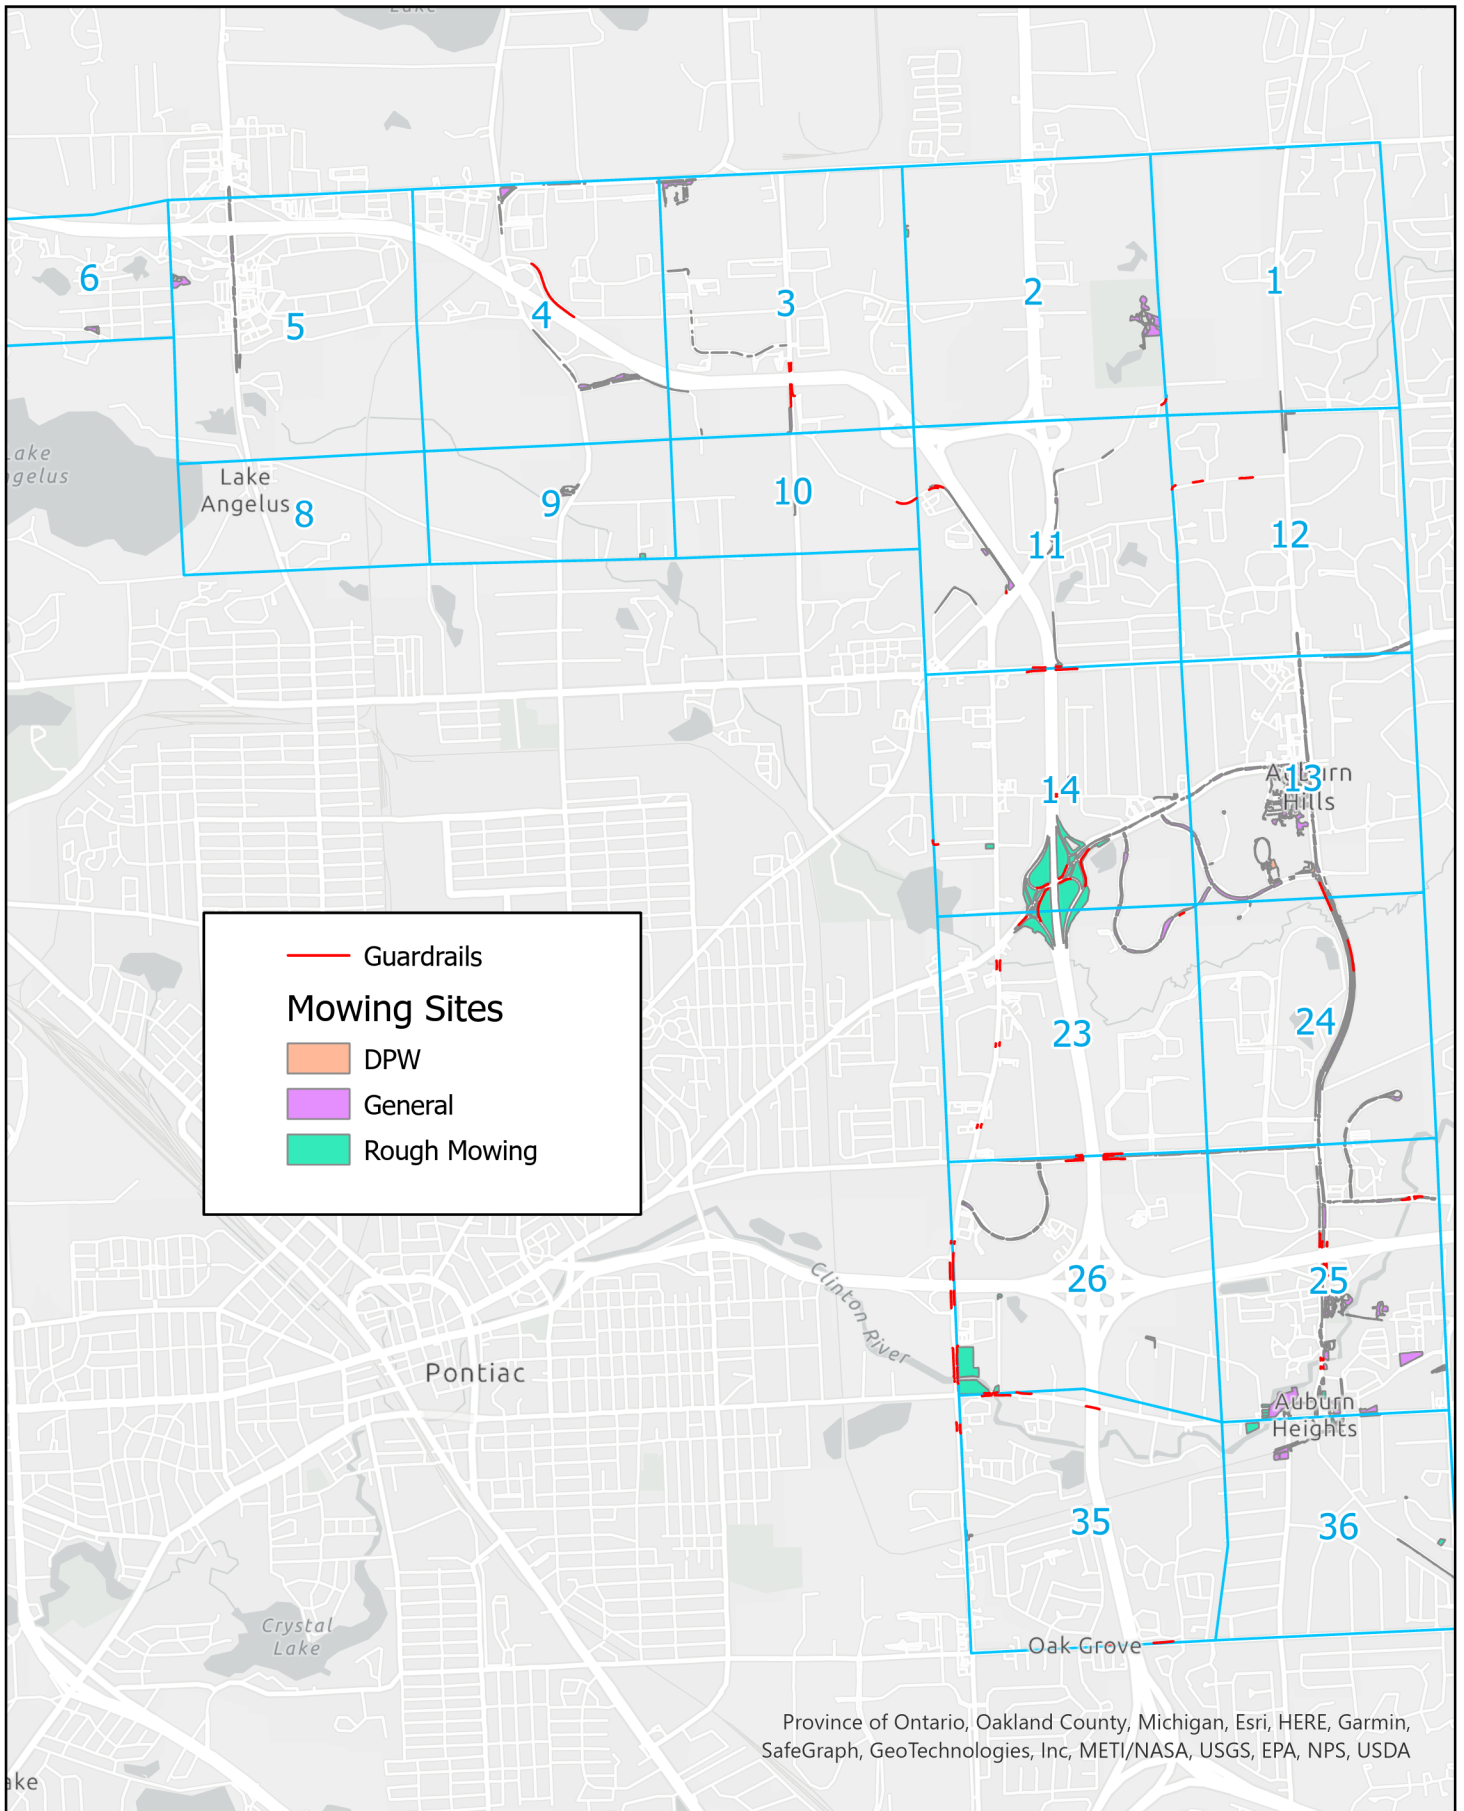 Lake
6
5
4
3
2
1
Lake
Angelus
8
9
10
11
12
14
13
Auburn
Hills
Guardrails
Mowing Sites
DPW
General
Rough Mowing
23
24
26
25
Clinton River
Pontiac
Auburn
Heights
35
36
Crystal
Lake
Oak Grove
Province of Ontario, Oakland County, Michigan, Esri, HERE, Garmin,
SafeGraph, GeoTechnologies, Inc, METI/NASA, USGS, EPA, NPS, USDA